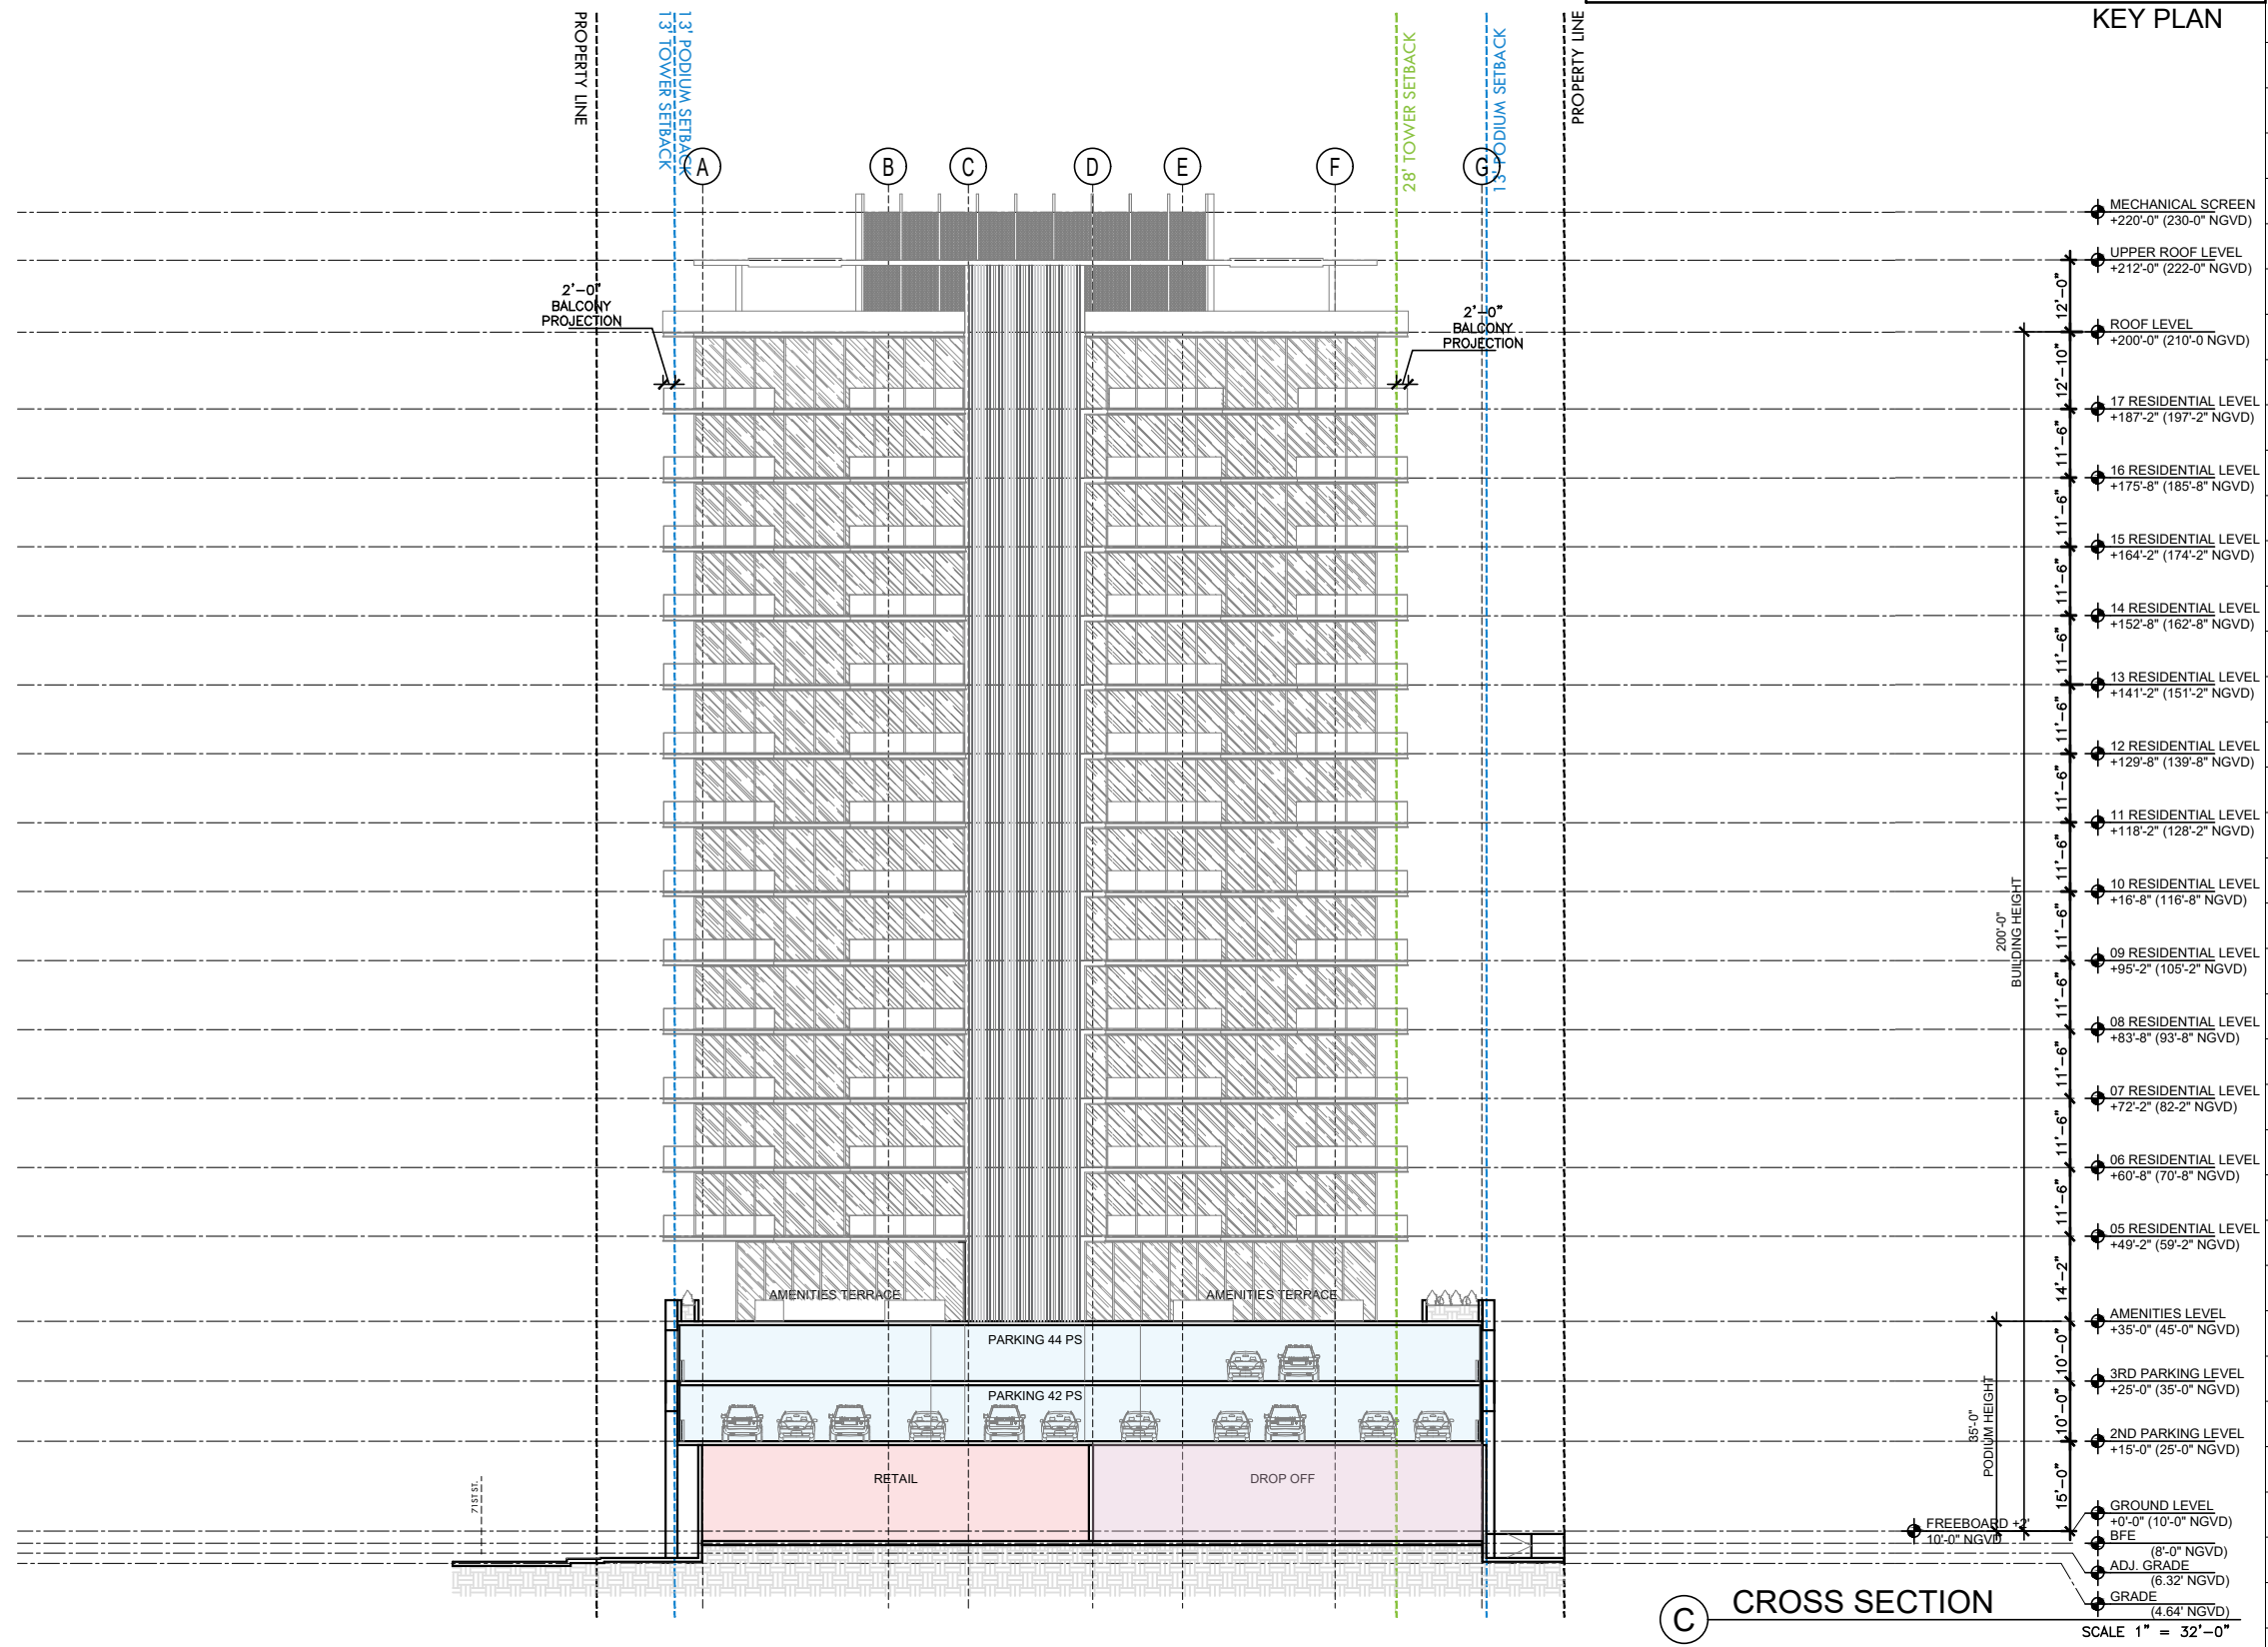 KEY PLAN
PROPERTY LINE
13' TOWER SETBACK
13' PODIUM SETBACK
28' TOWER SETBACK
13' PODIUM SETBACK
PROPERTY LINE
A
B
C
D
E
F
G
2'-0"
BALCONY
PROJECTION
2'-0"
BALCONY
PROJECTION
MECHANICAL SCREEN
+220'-0" (230-0" NGVD)
UPPER ROOF LEVEL
+212'-0" (222-0" NGVD)
12'-0"
ROOF LEVEL
+200'-0" (210'-0 NGVD)
12'-10"
17 RESIDENTIAL LEVEL
+187'-2" (197'-2" NGVD)
11'-6"
16 RESIDENTIAL LEVEL
+175'-8" (185'-8" NGVD)
11'-6"
15 RESIDENTIAL LEVEL
+164'-2" (174'-2" NGVD)
11'-6"
14 RESIDENTIAL LEVEL
+152'-8" (162'-8" NGVD)
11'-6"
13 RESIDENTIAL LEVEL
+141'-2" (151'-2" NGVD)
11'-6"
12 RESIDENTIAL LEVEL
+129'-8" (139'-8" NGVD)
11'-6"
11 RESIDENTIAL LEVEL
+118'-2" (128'-2" NGVD)
11'-6"
10 RESIDENTIAL LEVEL
+16'-8" (116'-8" NGVD)
11'-6"
09 RESIDENTIAL LEVEL
+95'-2" (105'-2" NGVD)
11'-6"
08 RESIDENTIAL LEVEL
+83'-8" (93'-8" NGVD)
11'-6"
07 RESIDENTIAL LEVEL
+72'-2" (82-2" NGVD)
11'-6"
06 RESIDENTIAL LEVEL
+60'-8" (70'-8" NGVD)
11'-6"
05 RESIDENTIAL LEVEL
+49'-2" (59'-2" NGVD)
14'-2"
AMENITIES LEVEL
+35'-0" (45'-0" NGVD)
10'-0"
3RD PARKING LEVEL
+25'-0" (35'-0" NGVD)
10'-0"
2ND PARKING LEVEL
+15'-0" (25'-0" NGVD)
15'-0"
GROUND LEVEL
+0'-0" (10'-0" NGVD)
BFE
(8'-0" NGVD)
ADJ. GRADE
(6.32' NGVD)
GRADE
(4.64' NGVD)
200'-0"
BUILDING HEIGHT
35'-0"
PODIUM HEIGHT
FREEBOARD +2'
10'-0" NGVD
AMENITIES TERRACE
AMENITIES TERRACE
PARKING 44 PS
PARKING 42 PS
RETAIL
DROP OFF
71ST ST.
C
CROSS SECTION
SCALE 1" = 32'-0"